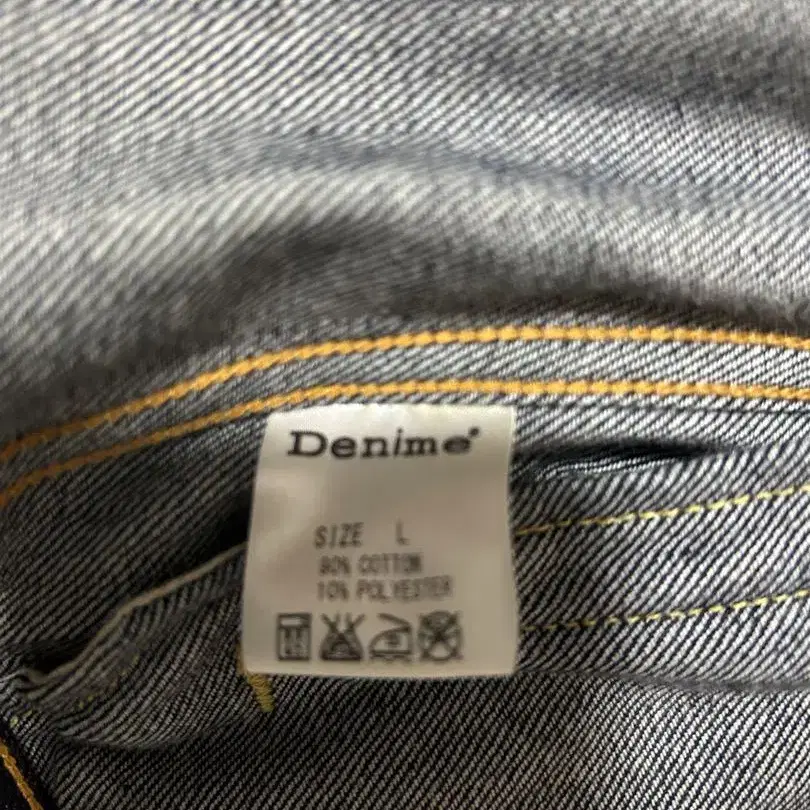 Denime®
SIZE L
90% COTTON
10% POLYESTER